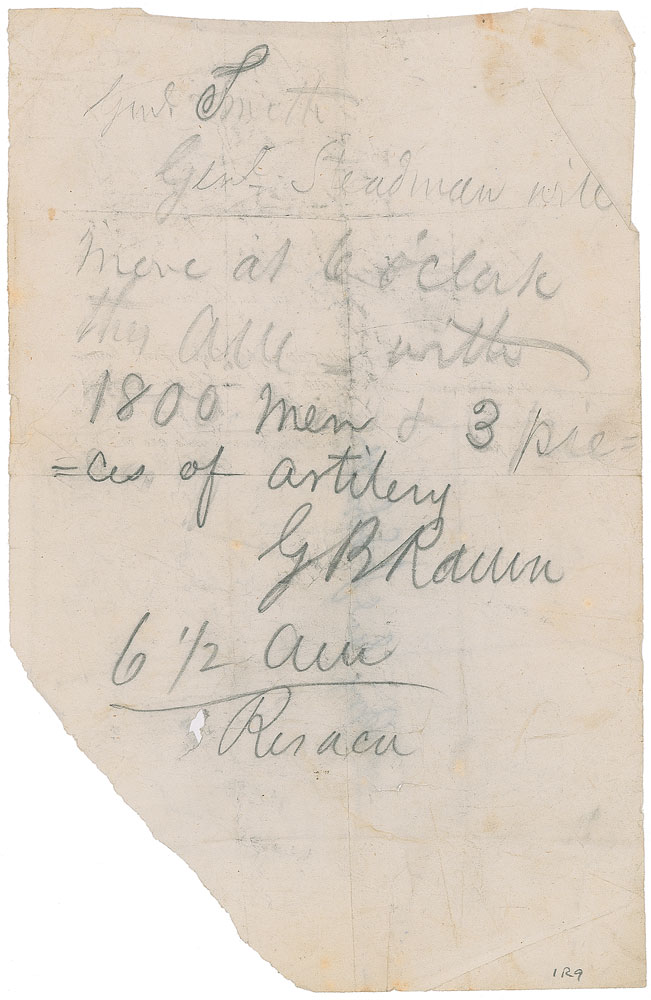 Genl Smith
Genl Steadman will
move at 6 o'clock
this AM - with
1800 men & 3 pie=
=ces of artilery
G B Raum
6 1/2 AM
Resaca
1R9